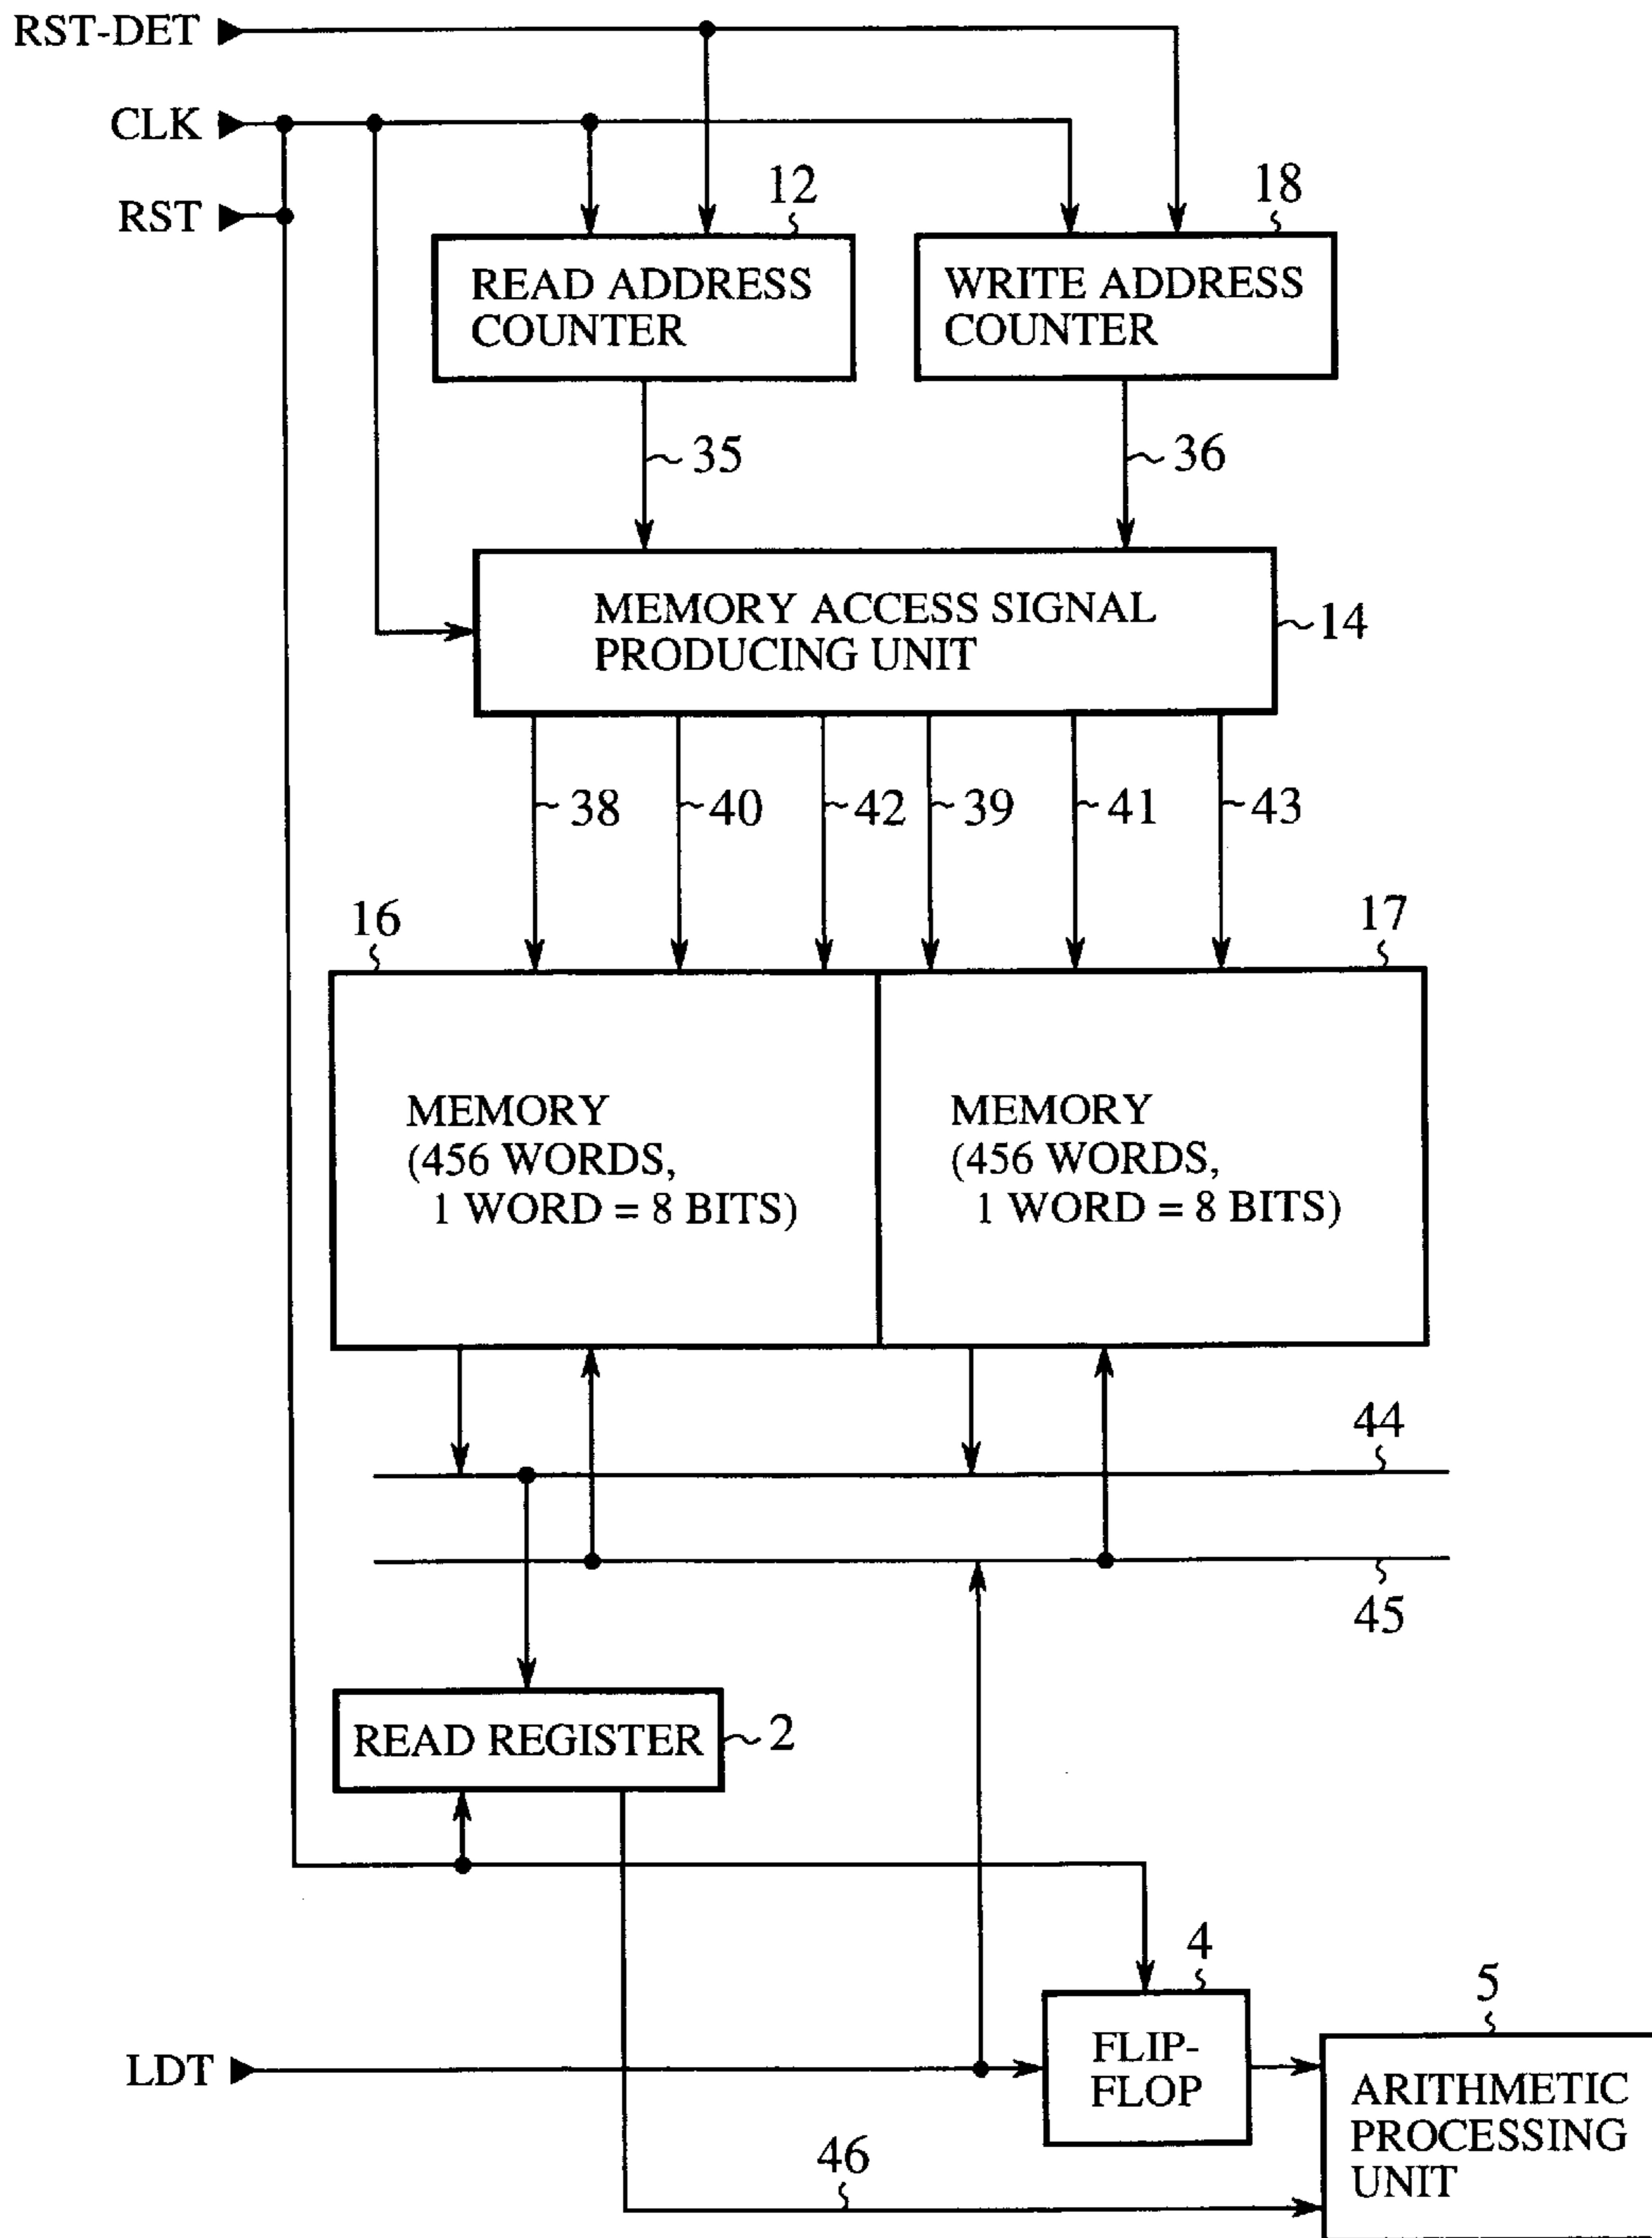 RST-DET
CLK
RST
12
18
READ ADDRESS
COUNTER
WRITE ADDRESS
COUNTER
35
36
MEMORY ACCESS SIGNAL
PRODUCING UNIT
14
38
40
42
39
41
43
16
17
MEMORY
(456 WORDS,
1 WORD = 8 BITS)
MEMORY
(456 WORDS,
1 WORD = 8 BITS)
44
45
READ REGISTER
2
4
5
LDT
FLIP-
FLOP
ARITHMETIC
PROCESSING
UNIT
46